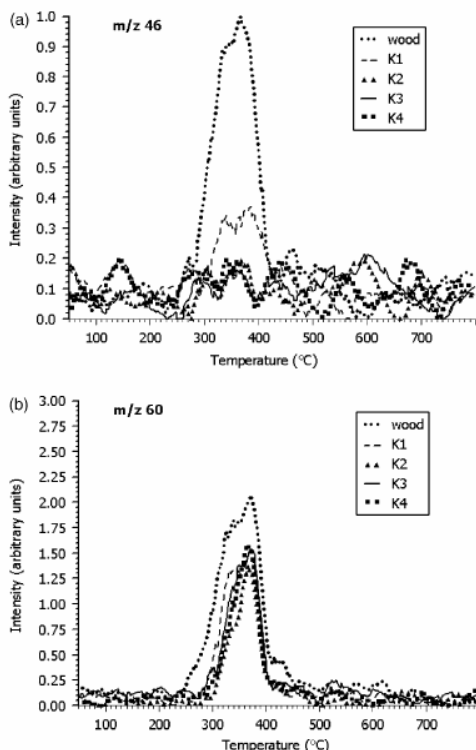 (a)
m/z 46
1.0
0.9
0.8
0.7
0.6
0.5
0.4
0.3
0.2
0.1
0.0
Intensity (arbitrary units)
wood
K1
K2
K3
K4
100 200 300 400 500 600 700
Temperature (°C)
(b)
m/z 60
3.00
2.75
2.50
2.25
2.00
1.75
1.50
1.25
1.00
0.75
0.50
0.25
0.00
Intensity (arbitrary units)
wood
K1
K2
K3
K4
100 200 300 400 500 600 700
Temperature (°C)